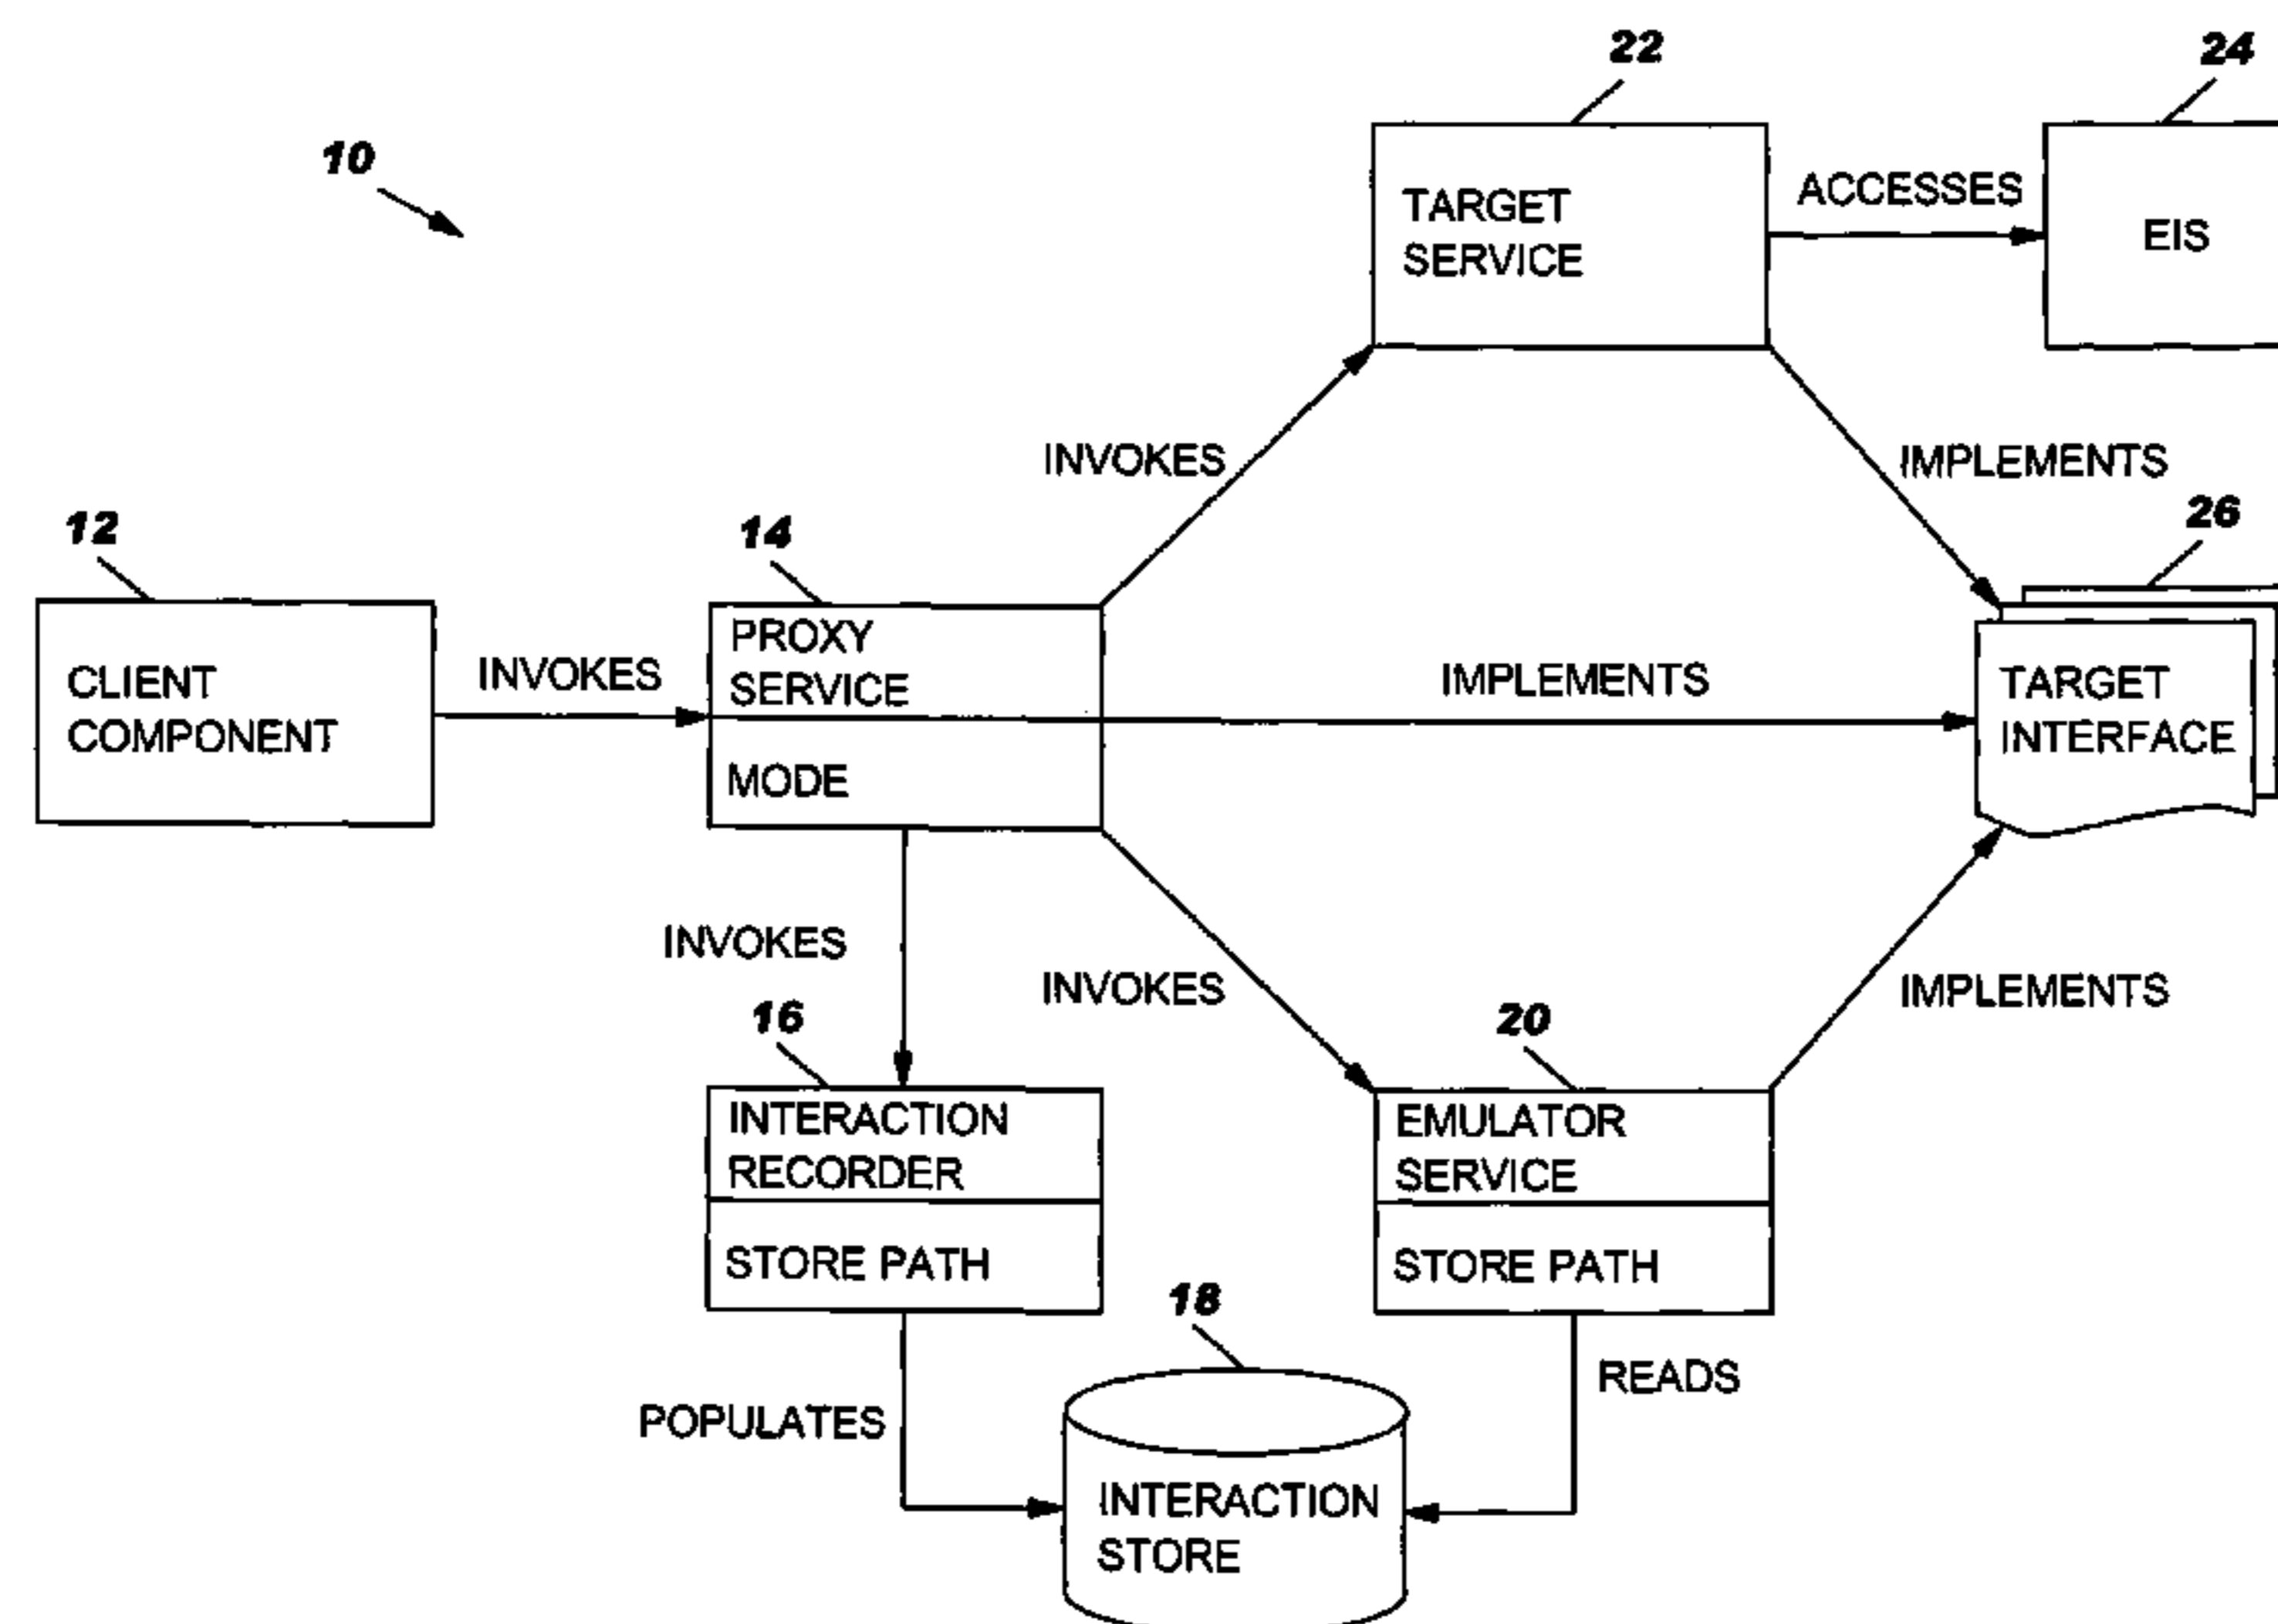 22
24
10
TARGET
SERVICE
ACCESSES
EIS
INVOKES
IMPLEMENTS
12
14
26
CLIENT
COMPONENT
INVOKES
PROXY
SERVICE
MODE
IMPLEMENTS
TARGET
INTERFACE
INVOKES
INVOKES
IMPLEMENTS
16
20
INTERACTION
RECORDER
STORE PATH
EMULATOR
SERVICE
STORE PATH
18
POPULATES
READS
INTERACTION
STORE